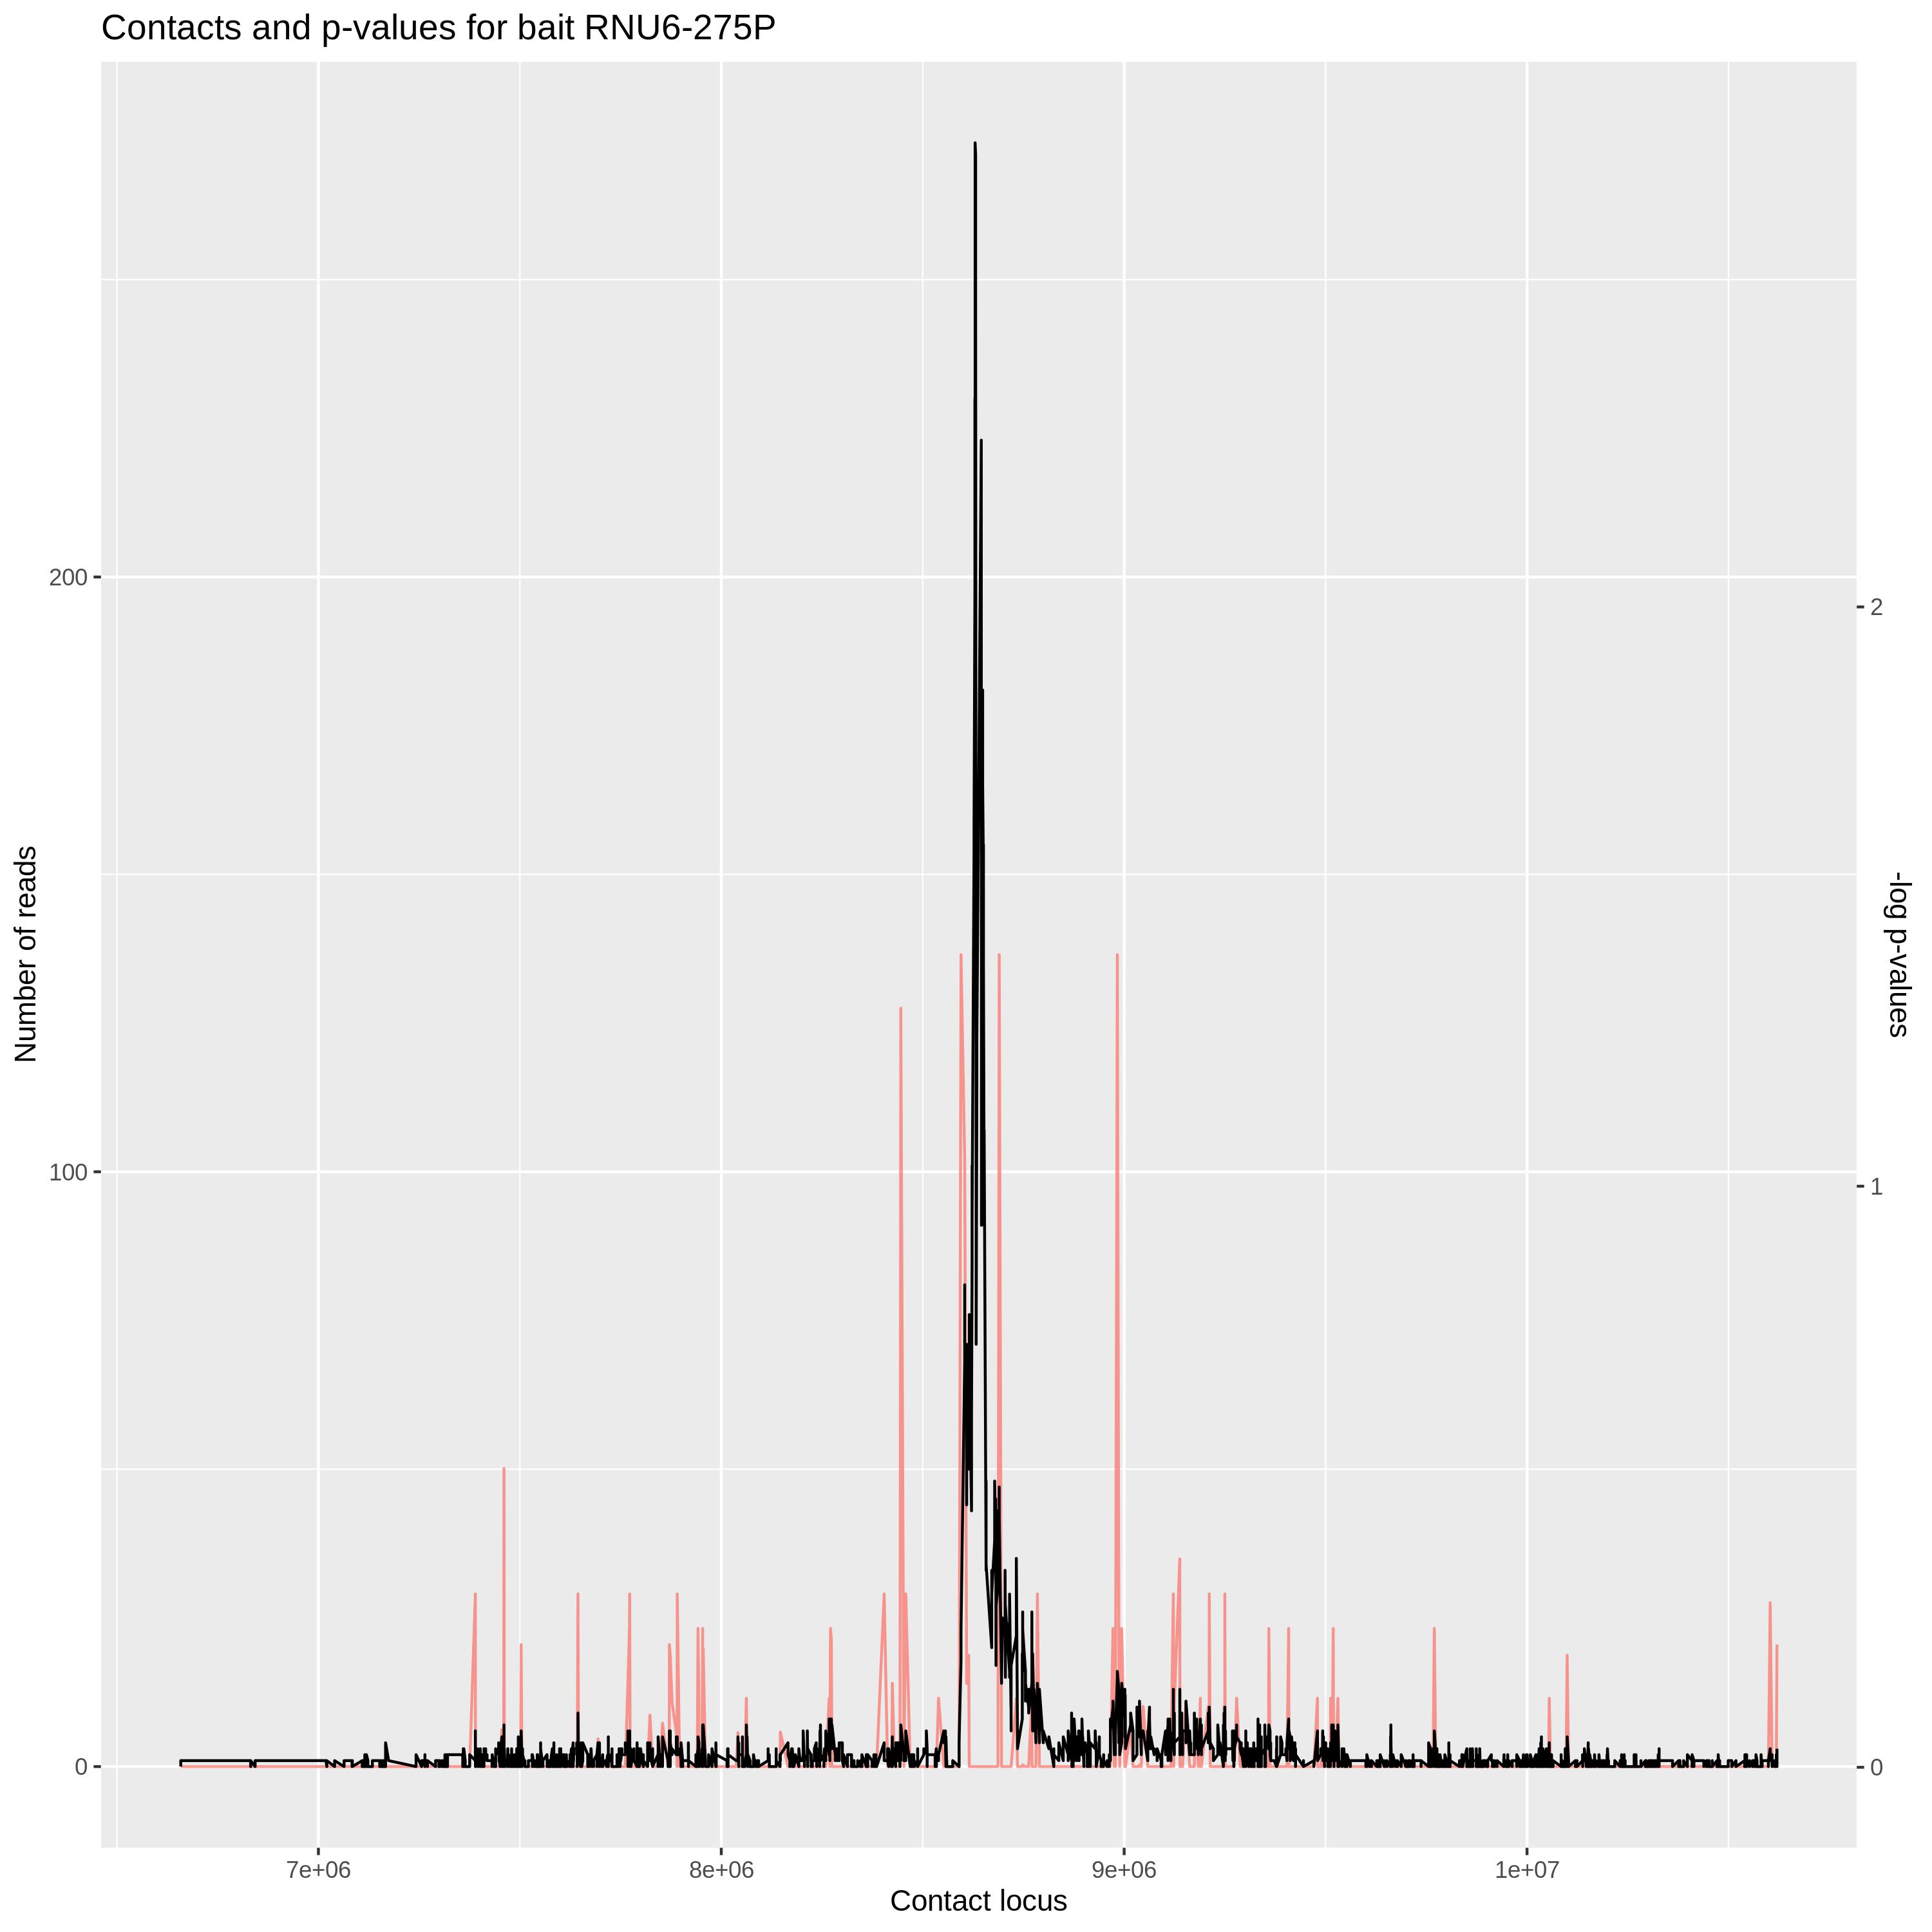 Contacts and p-values for bait RNU6-275P
200
100
0
2
1
0
Number of reads
-log p-values
7e+06
8e+06
9e+06
1e+07
Contact locus